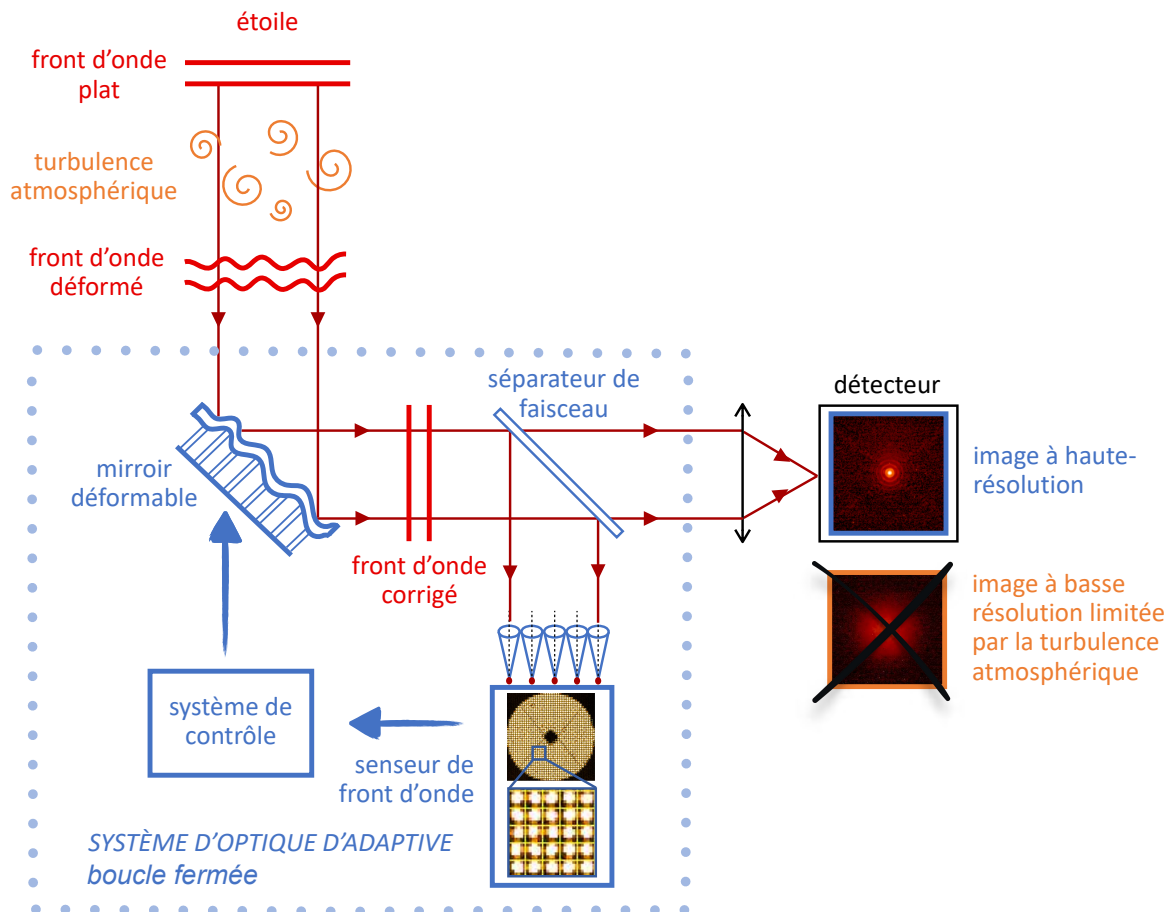 étoile
front d'onde
plat
turbulence
atmosphérique
front d'onde
déformé
séparateur de
faisceau
détecteur
mirroir
déformable
image à haute-
résolution
front d'onde
corrigé
image à basse
résolution limitée
par la turbulence
atmosphérique
système de
contrôle
senseur de
front d'onde
SYSTÈME D'OPTIQUE D'ADAPTIVE
boucle fermée